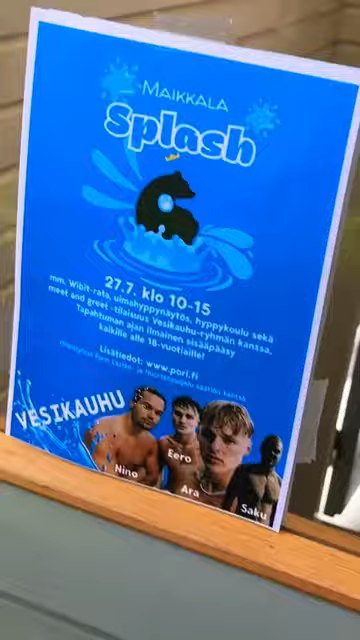 MAIKKALA
splash
27.7. klo 10-15
mm. Wibit-rata, uimahyppynäytös, hyppykoulu sekä
meet and greet -tilaisuus Vesikauhu-ryhmän kanssa.
Tapahtuman ajan ilmainen sisäänpääsy
kaikille alle 18-vuotiaille!
Lisätiedot: www.pori.fi
VESIKAUHU
Nino
Eero
Ara
Saku